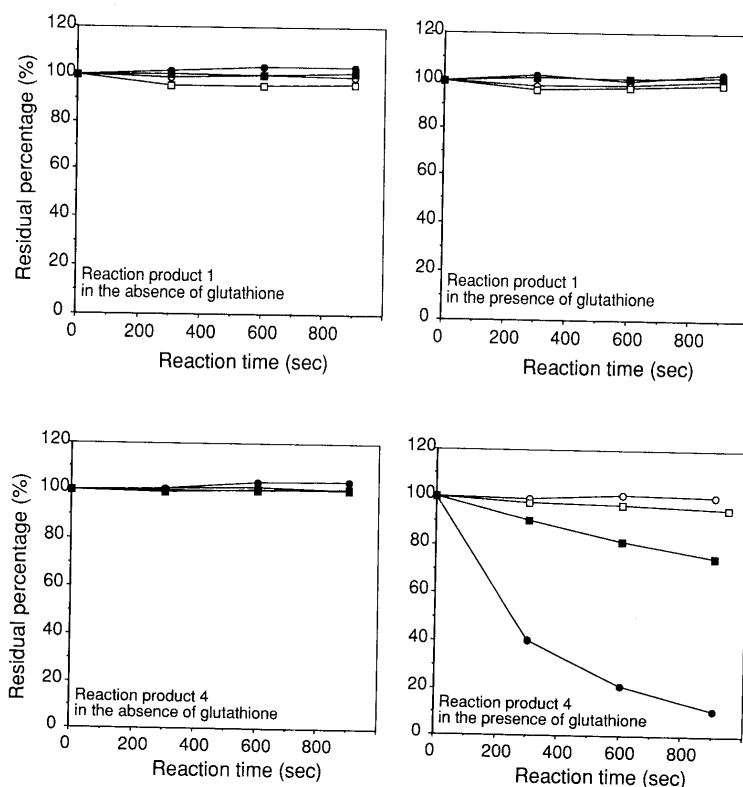 120
100
80
60
40
20
0
Residual percentage (%)
Reaction product 1
in the absence of glutathione
0 200 400 600 800
Reaction time (sec)
120
100
80
60
40
20
0
Reaction product 1
in the presence of glutathione
0 200 400 600 800
Reaction time (sec)
120
100
80
60
40
20
0
Residual percentage (%)
Reaction product 4
in the absence of glutathione
0 200 400 600 800
Reaction time (sec)
120
100
80
60
40
20
0
Reaction product 4
in the presence of glutathione
0 200 400 600 800
Reaction time (sec)